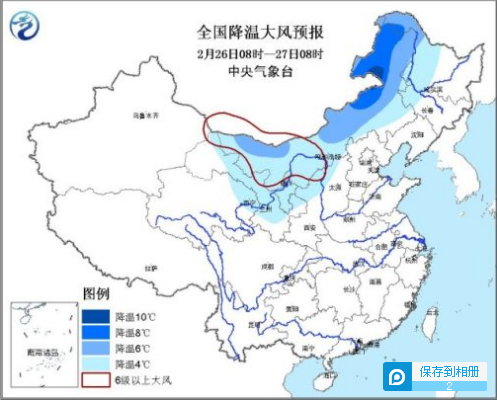 全国降温大风预报
2月26日08时—27日08时
中央气象台
乌鲁木齐
哈尔滨
长春
沈阳
呼和浩特
北京
天津
石家庄
太原
济南
银川
西宁
兰州
郑州
西安
合肥
南京
上海
杭州
武汉
成都
重庆
拉萨
长沙
南昌
贵阳
福州
昆明
台北
南宁
海口
图例
降温10℃
降温8℃
降温6℃
降温4℃
6级以上大风
南海诸岛
保存到相册
2